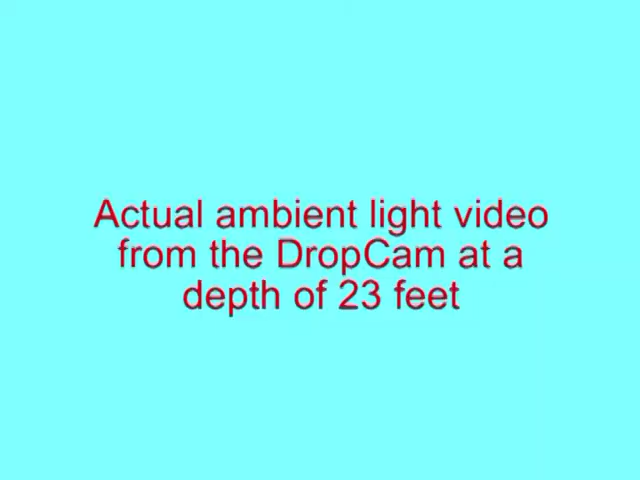 Actual ambient light video
from the DropCam at a
depth of 23 feet